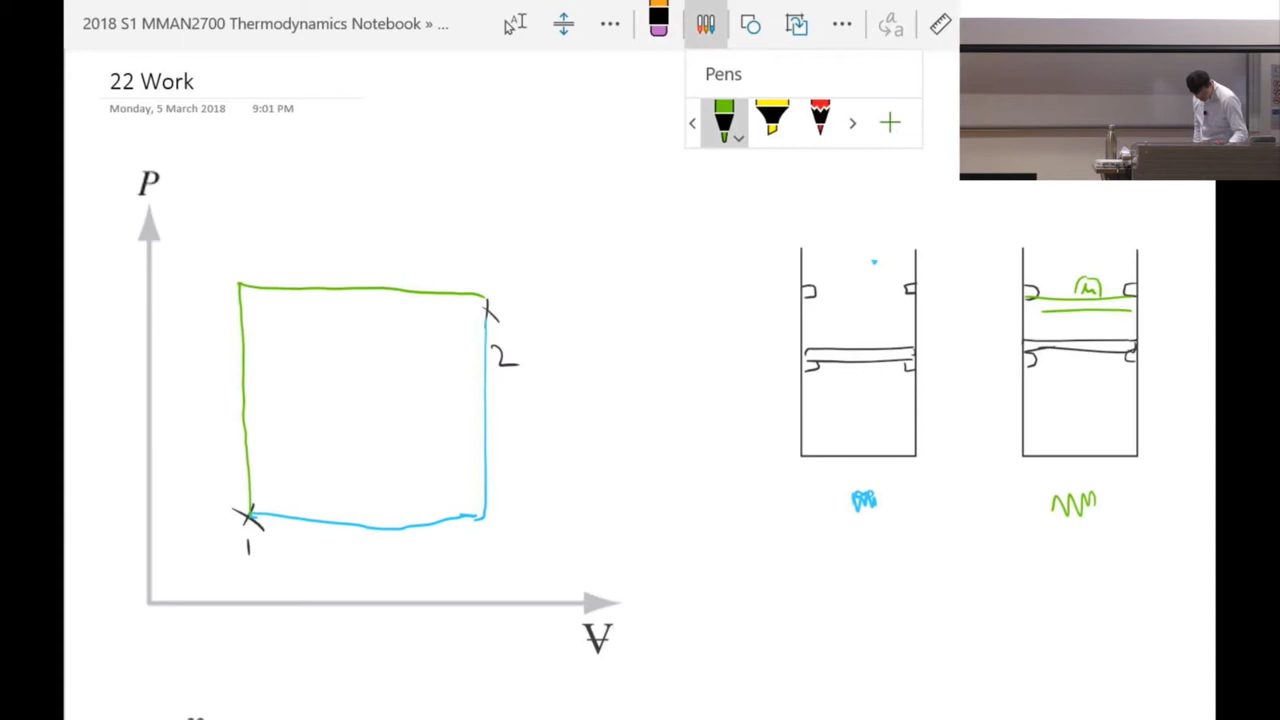 2018 S1 MMAN2700 Thermodynamics Notebook » ...
Pens
22 Work
Monday, 5 March 2018 9:01 PM
P
m
2
1
V